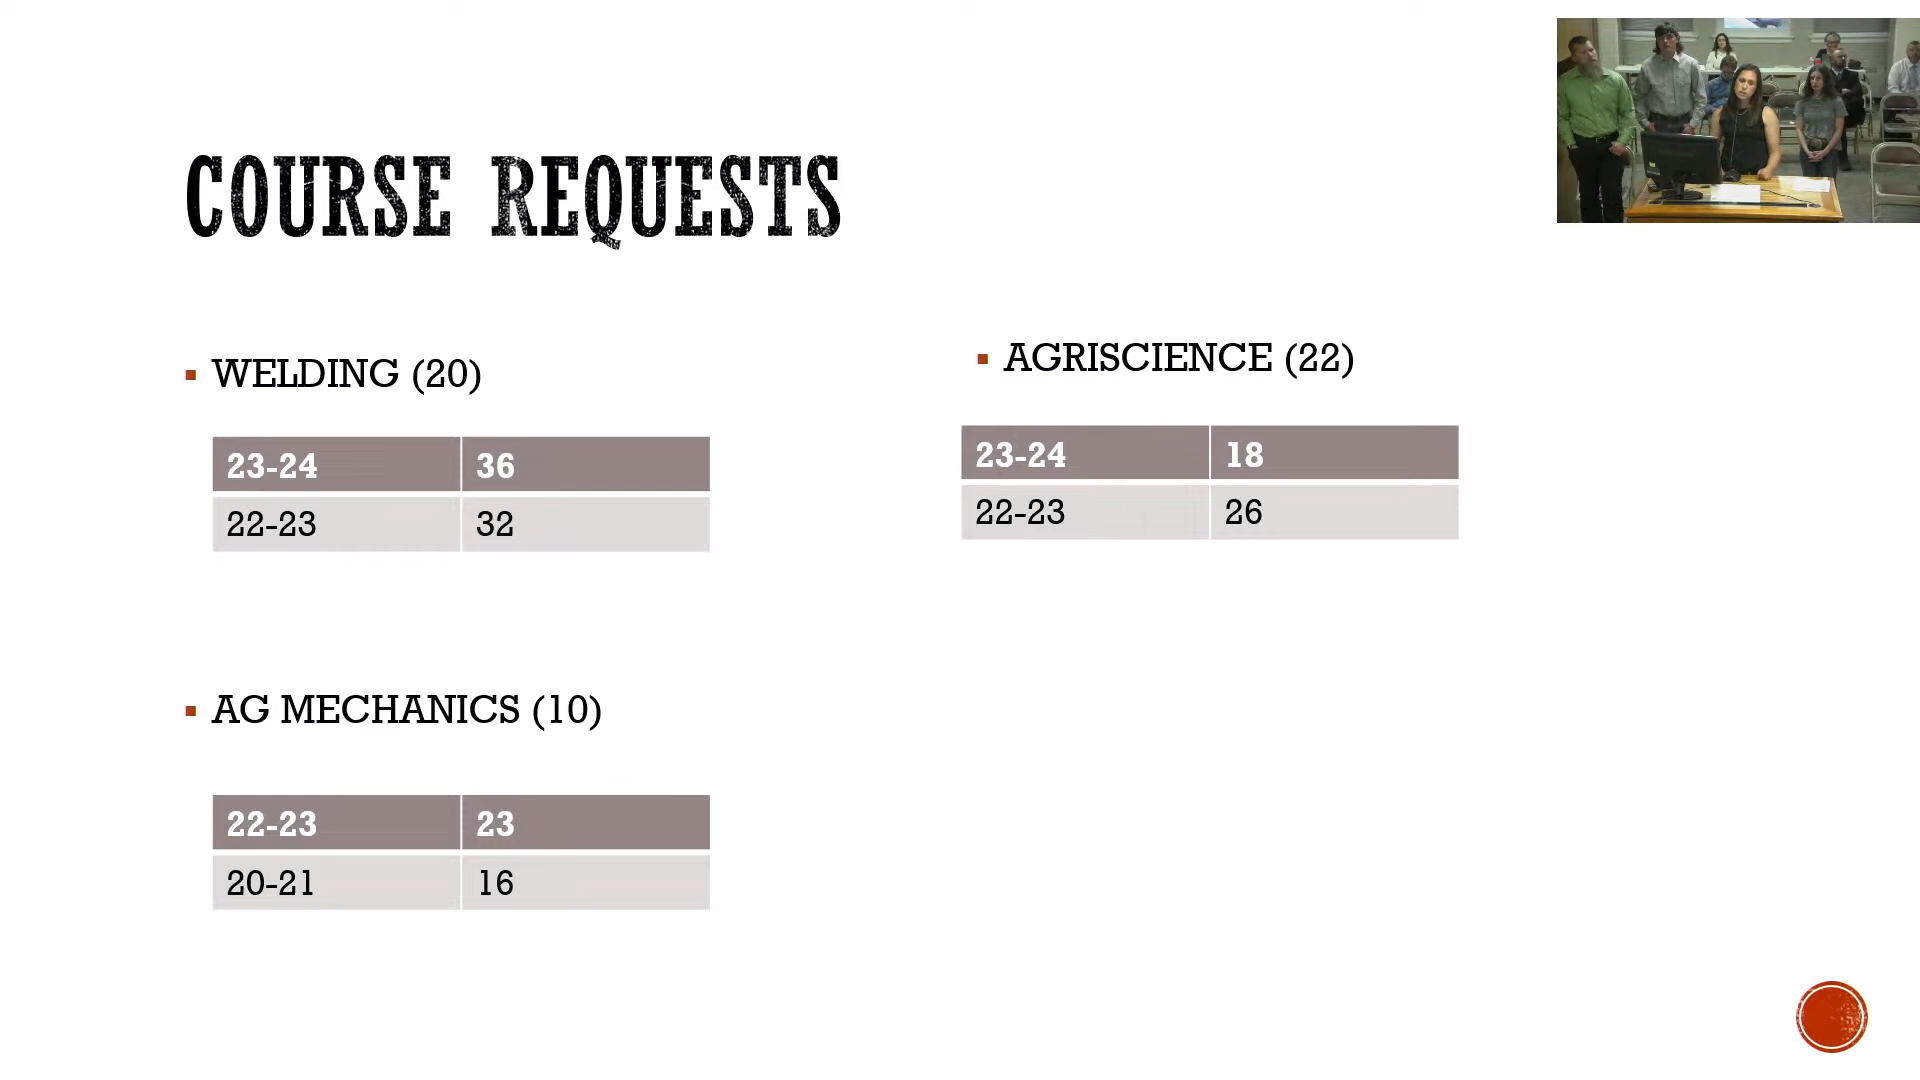 COURSE REQUESTS
WELDING (20)
23-24 36
22-23 32
AG MECHANICS (10)
22-23 23
20-21 16
AGRISCIENCE (22)
23-24 18
22-23 26